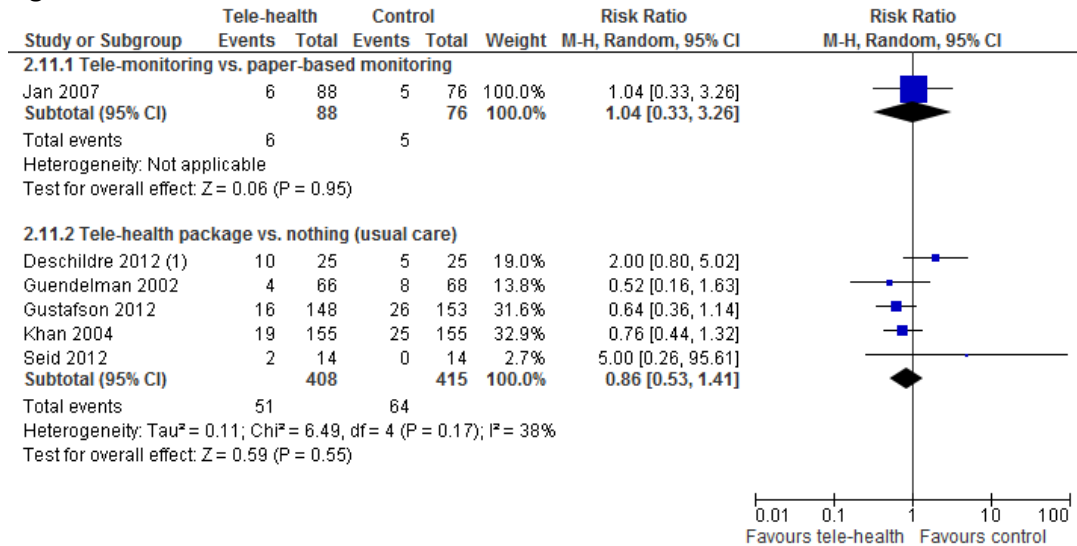 Tele-health Control Risk Ratio Risk Ratio
Study or Subgroup Events Total Events Total Weight M-H, Random, 95% CI M-H, Random, 95% CI
2.11.1 Tele-monitoring vs. paper-based monitoring
Jan 2007 6 88 5 76 100.0% 1.04 [0.33, 3.26]
Subtotal (95% CI) 88 76 100.0% 1.04 [0.33, 3.26]
Total events 6 5
Heterogeneity: Not applicable
Test for overall effect: Z = 0.06 (P = 0.95)
2.11.2 Tele-health package vs. nothing (usual care)
Deschildre 2012 (1) 10 25 5 25 19.0% 2.00 [0.80, 5.02]
Guendelman 2002 4 66 8 68 13.8% 0.52 [0.16, 1.63]
Gustafson 2012 16 148 26 153 31.6% 0.64 [0.36, 1.14]
Khan 2004 19 155 25 155 32.9% 0.76 [0.44, 1.32]
Seid 2012 2 14 0 14 2.7% 5.00 [0.26, 95.61]
Subtotal (95% CI) 408 415 100.0% 0.86 [0.53, 1.41]
Total events 51 64
Heterogeneity: Tau² = 0.11; Chi² = 6.49, df = 4 (P = 0.17); I² = 38%
Test for overall effect: Z = 0.59 (P = 0.55)
0.01 0.1 1 10 100
Favours tele-health Favours control